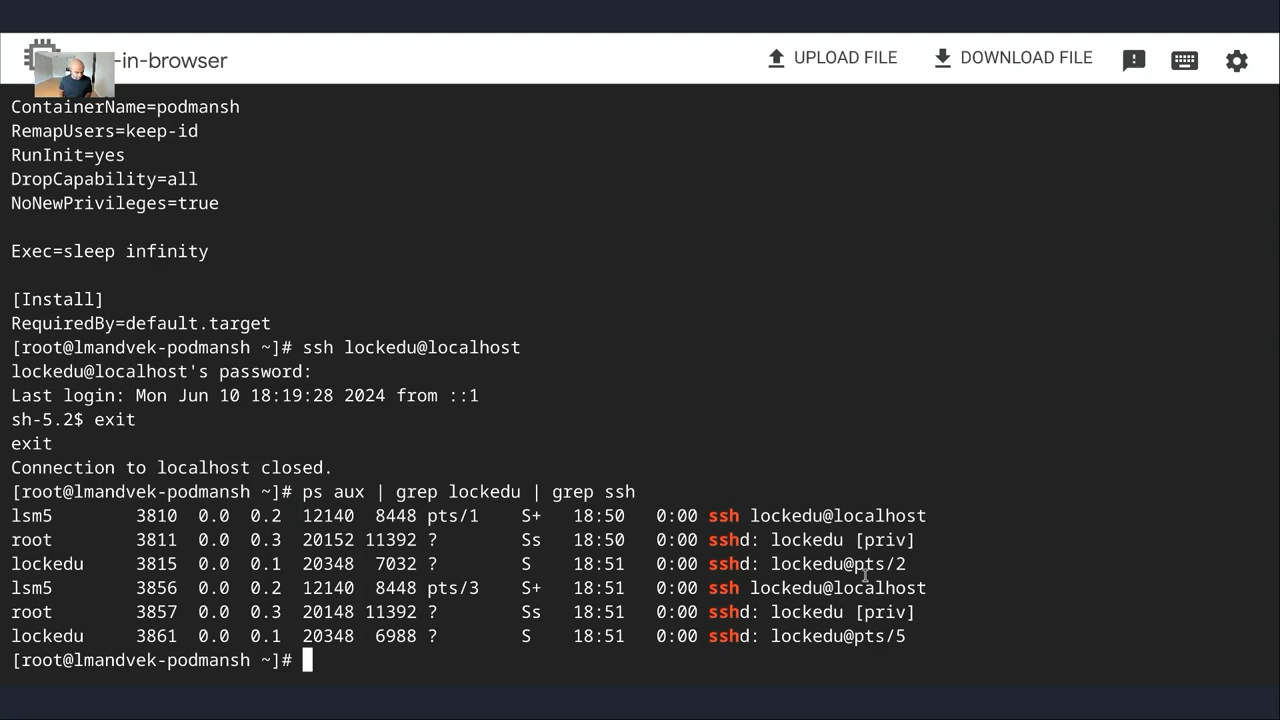 -in-browser
UPLOAD FILE
DOWNLOAD FILE
ContainerName=podmansh
RemapUsers=keep-id
RunInit=yes
DropCapability=all
NoNewPrivileges=true
Exec=sleep infinity
[Install]
RequiredBy=default.target
[root@lmandvek-podmansh ~]# ssh lockedu@localhost
lockedu@localhost's password:
Last login: Mon Jun 10 18:19:28 2024 from ::1
sh-5.2$ exit
exit
Connection to localhost closed.
[root@lmandvek-podmansh ~]# ps aux | grep lockedu | grep ssh
lsm5 3810 0.0 0.2 12140 8448 pts/1 S+ 18:50 0:00 ssh lockedu@localhost
root 3811 0.0 0.3 20152 11392 ? Ss 18:50 0:00 sshd: lockedu [priv]
lockedu 3815 0.0 0.1 20348 7032 ? S 18:51 0:00 sshd: lockedu@pts/2
lsm5 3856 0.0 0.2 12140 8448 pts/3 S+ 18:51 0:00 ssh lockedu@localhost
root 3857 0.0 0.3 20148 11392 ? Ss 18:51 0:00 sshd: lockedu [priv]
lockedu 3861 0.0 0.1 20348 6988 ? S 18:51 0:00 sshd: lockedu@pts/5
[root@lmandvek-podmansh ~]#